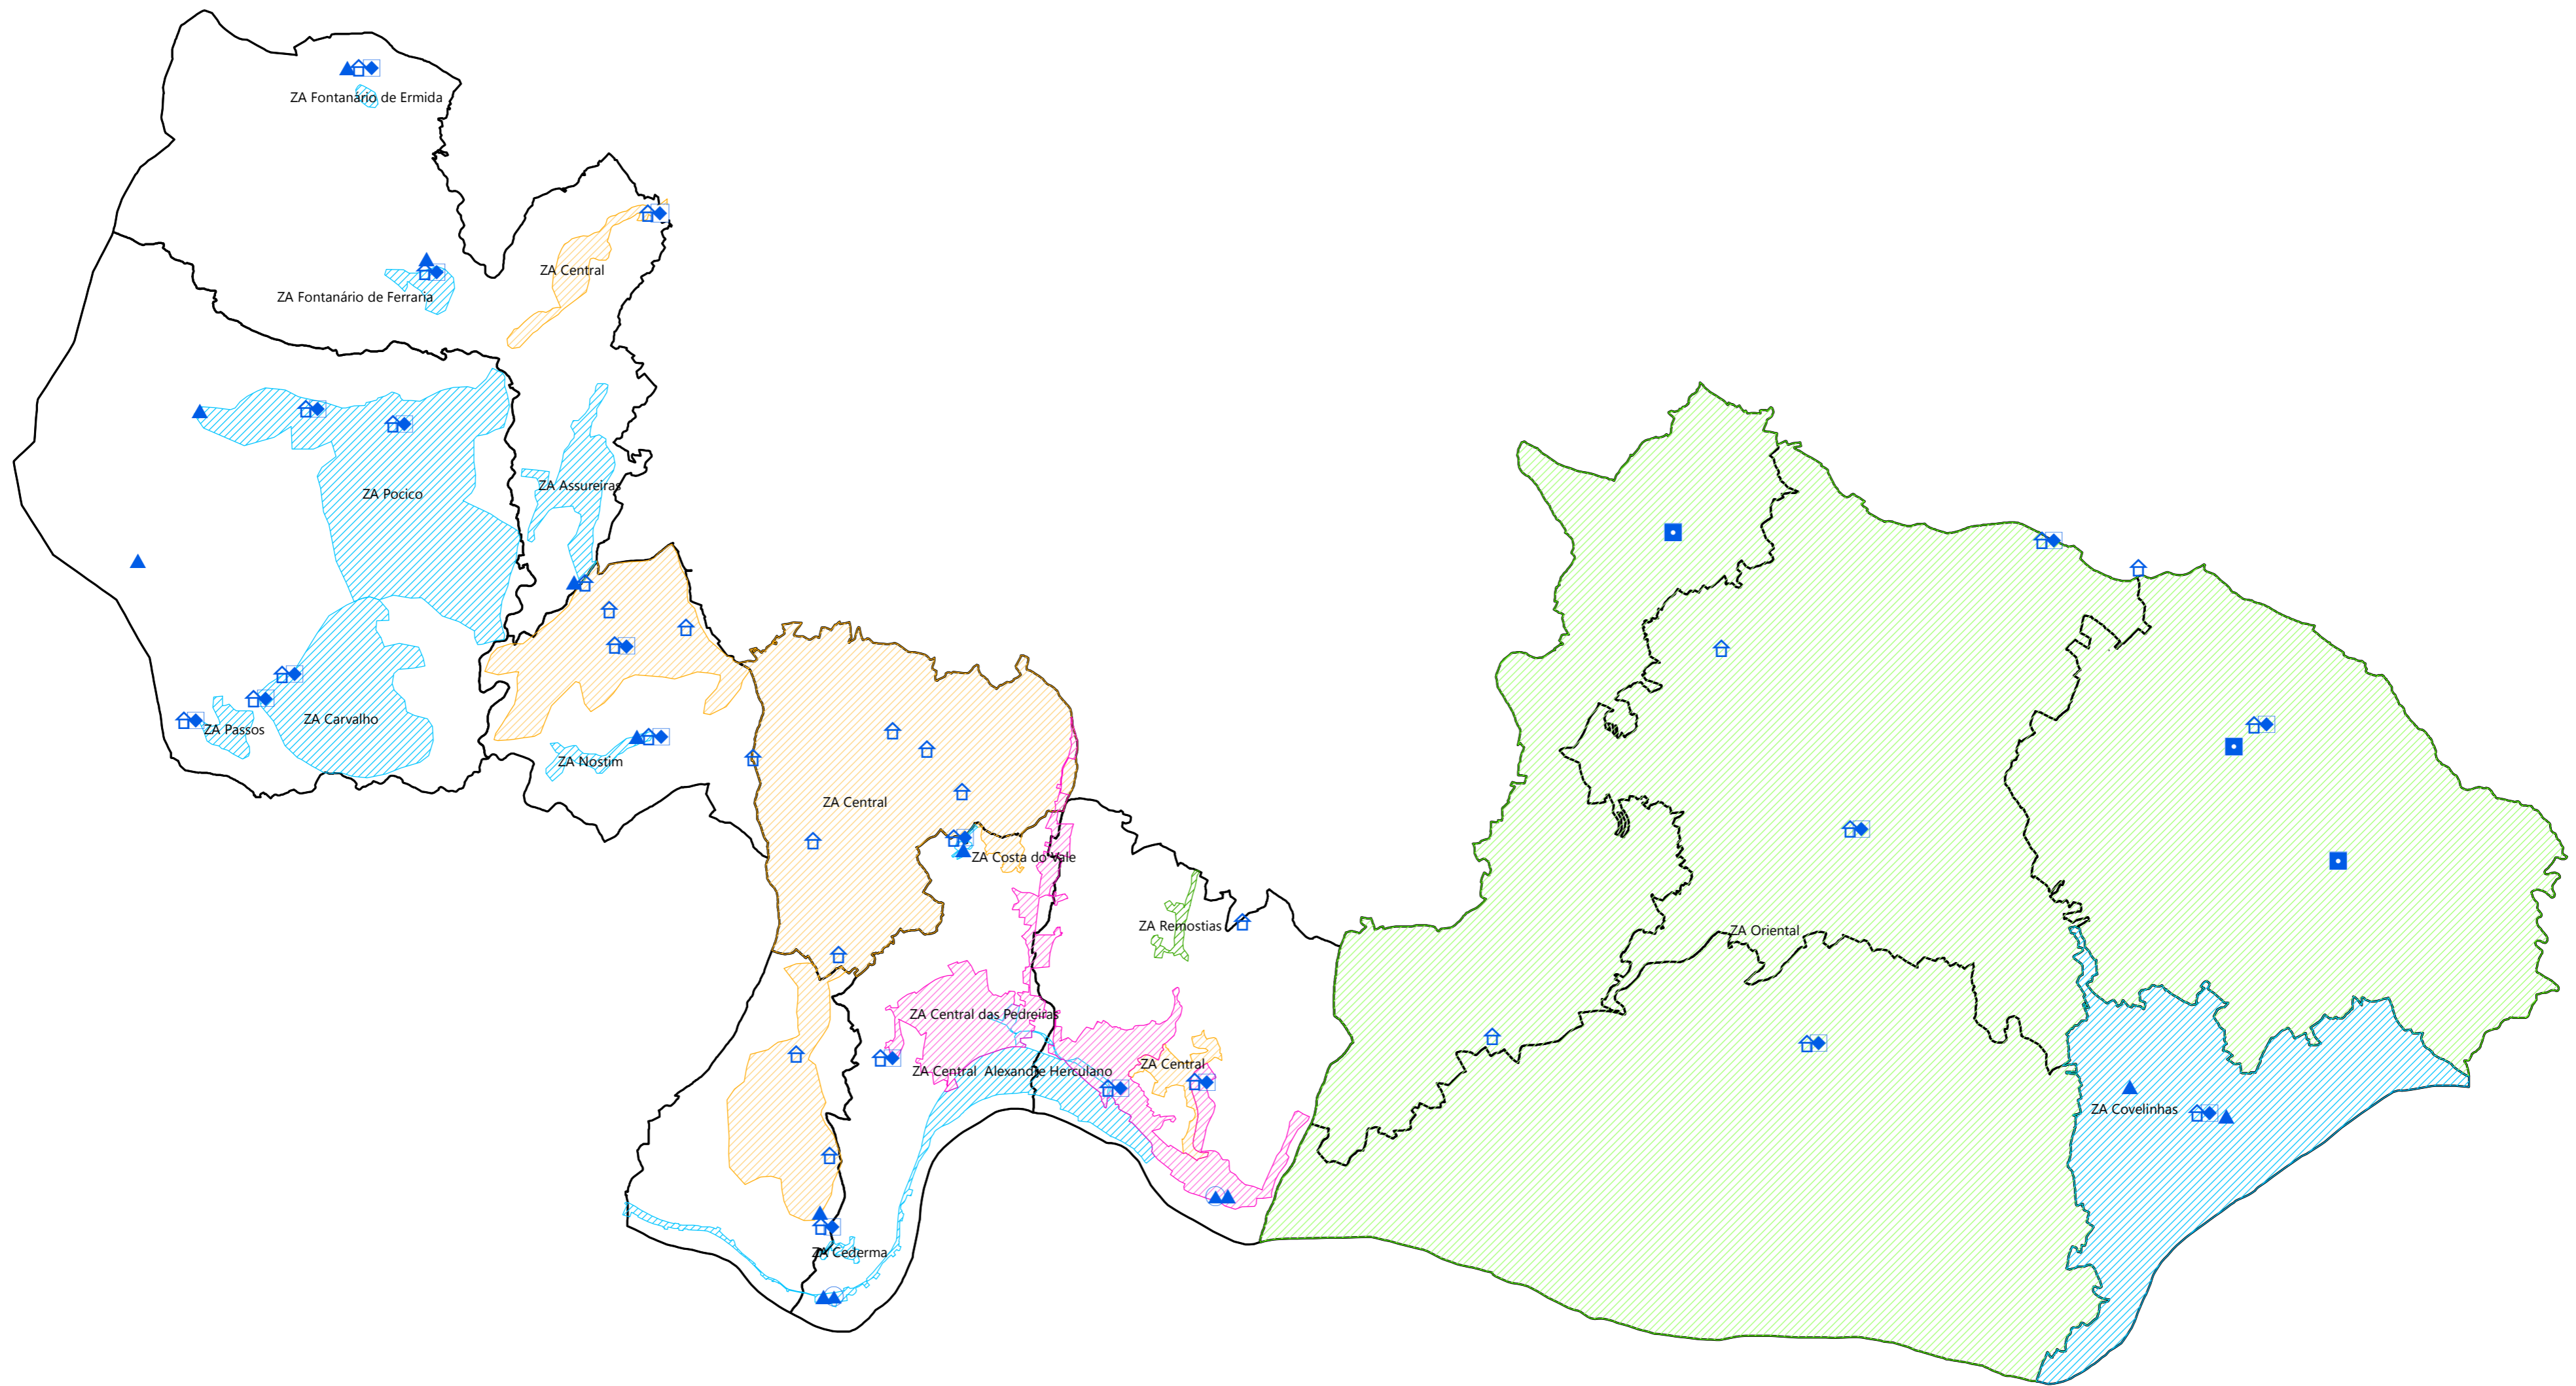 ZA Fontanário de Ermida
ZA Central
ZA Fontanário de Ferraria
ZA Assureiras
ZA Pocico
ZA Carvalho
ZA Passos
ZA Nostim
ZA Central
ZA Costa do Vale
ZA Remostias
ZA Oriental
ZA Central das Pedreiras
ZA Central
ZA Central Alexandre Herculano
ZA Covelinhas
ZA Cederma